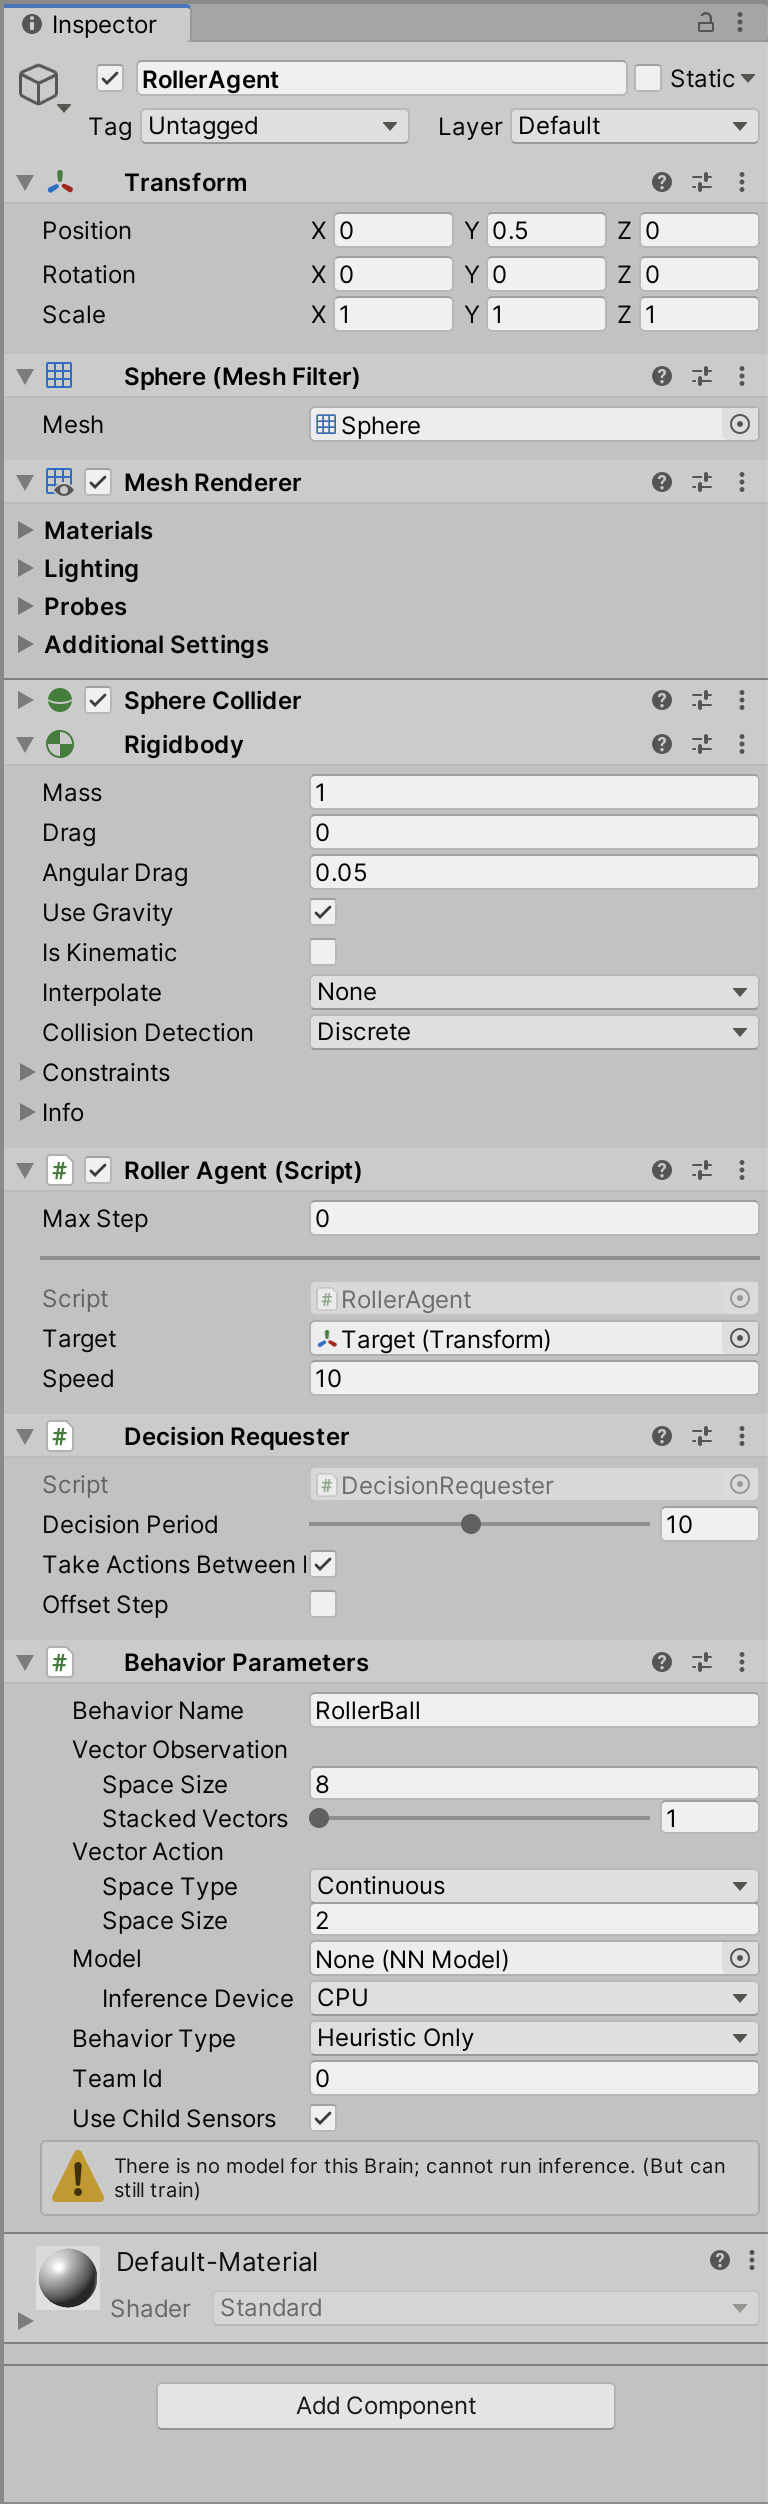 Inspector
RollerAgent Static
Tag Untagged Layer Default
Transform
Position X 0 Y 0.5 Z 0
Rotation X 0 Y 0 Z 0
Scale X 1 Y 1 Z 1
Sphere (Mesh Filter)
Mesh Sphere
Mesh Renderer
Materials
Lighting
Probes
Additional Settings
Sphere Collider
Rigidbody
Mass 1
Drag 0
Angular Drag 0.05
Use Gravity
Is Kinematic
Interpolate None
Collision Detection Discrete
Constraints
Info
# Roller Agent (Script)
Max Step 0
Script # RollerAgent
Target Target (Transform)
Speed 10
# Decision Requester
Script # DecisionRequester
Decision Period 10
Take Actions Between
Offset Step
# Behavior Parameters
Behavior Name RollerBall
Vector Observation
Space Size 8
Stacked Vectors 1
Vector Action
Space Type Continuous
Space Size 2
Model None (NN Model)
Inference Device CPU
Behavior Type Heuristic Only
Team Id 0
Use Child Sensors
There is no model for this Brain; cannot run inference. (But can
still train)
Default-Material
Shader Standard
Add Component